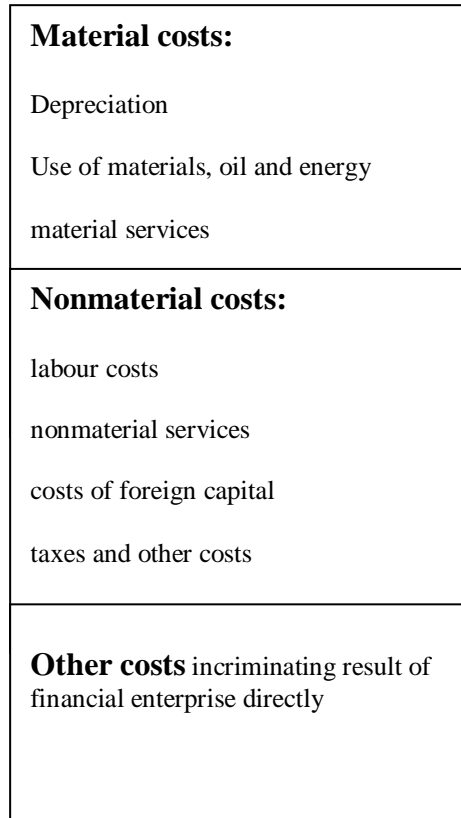 Material costs:
Depreciation
Use of materials, oil and energy
material services
Nonmaterial costs:
labour costs
nonmaterial services
costs of foreign capital
taxes and other costs
Other costs incriminating result of
financial enterprise directly